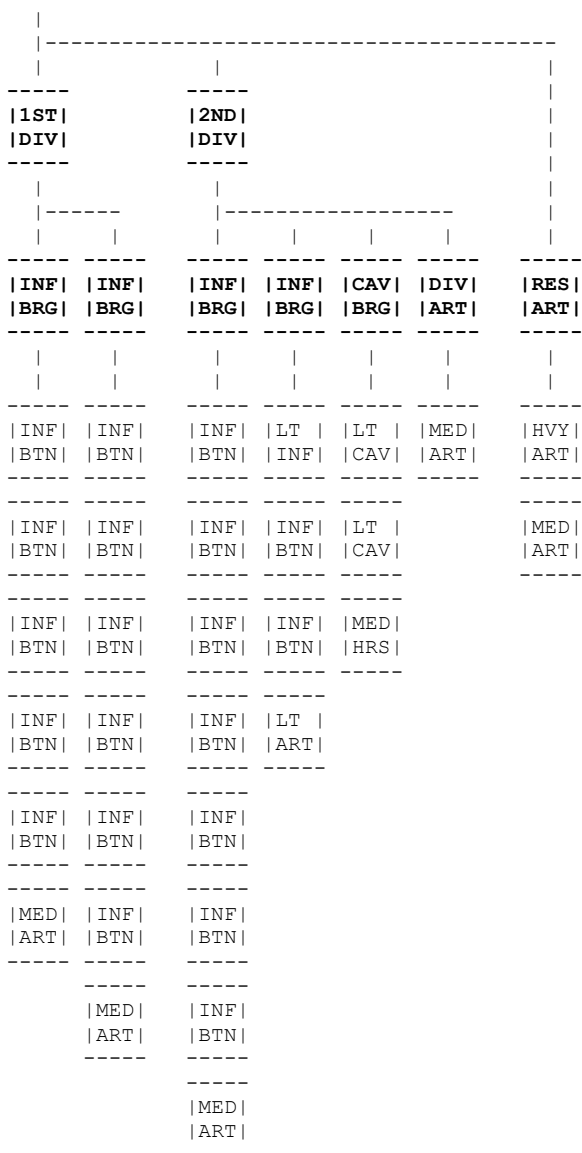 |
  |----------------------------------------
  |             |                         |
-----         -----                       |
|1ST|         |2ND|                       |
|DIV|         |DIV|                       |
-----         -----                       |
  |             |                         |
  |------       |------------------       |
  |     |       |     |     |     |       |
----- -----   ----- ----- ----- -----   -----
|INF| |INF|   |INF| |INF| |CAV| |DIV|   |RES|
|BRG| |BRG|   |BRG| |BRG| |BRG| |ART|   |ART|
----- -----   ----- ----- ----- -----   -----
  |     |       |     |     |     |       |
  |     |       |     |     |     |       |
----- -----   ----- ----- ----- -----   -----
|INF| |INF|   |INF| |LT | |LT | |MED|   |HVY|
|BTN| |BTN|   |BTN| |INF| |CAV| |ART|   |ART|
----- -----   ----- ----- ----- -----   -----
----- -----   ----- ----- -----         -----
|INF| |INF|   |INF| |INF| |LT |         |MED|
|BTN| |BTN|   |BTN| |BTN| |CAV|         |ART|
----- -----   ----- ----- -----         -----
----- -----   ----- ----- -----
|INF| |INF|   |INF| |INF| |MED|
|BTN| |BTN|   |BTN| |BTN| |HRS|
----- -----   ----- ----- -----
----- -----   ----- -----
|INF| |INF|   |INF| |LT |
|BTN| |BTN|   |BTN| |ART|
----- -----   ----- -----
----- -----   -----
|INF| |INF|   |INF|
|BTN| |BTN|   |BTN|
----- -----   -----
----- -----   -----
|MED| |INF|   |INF|
|ART| |BTN|   |BTN|
----- -----   -----
      -----   -----
      |MED|   |INF|
      |ART|   |BTN|
      -----   -----
              -----
              |MED|
              |ART|